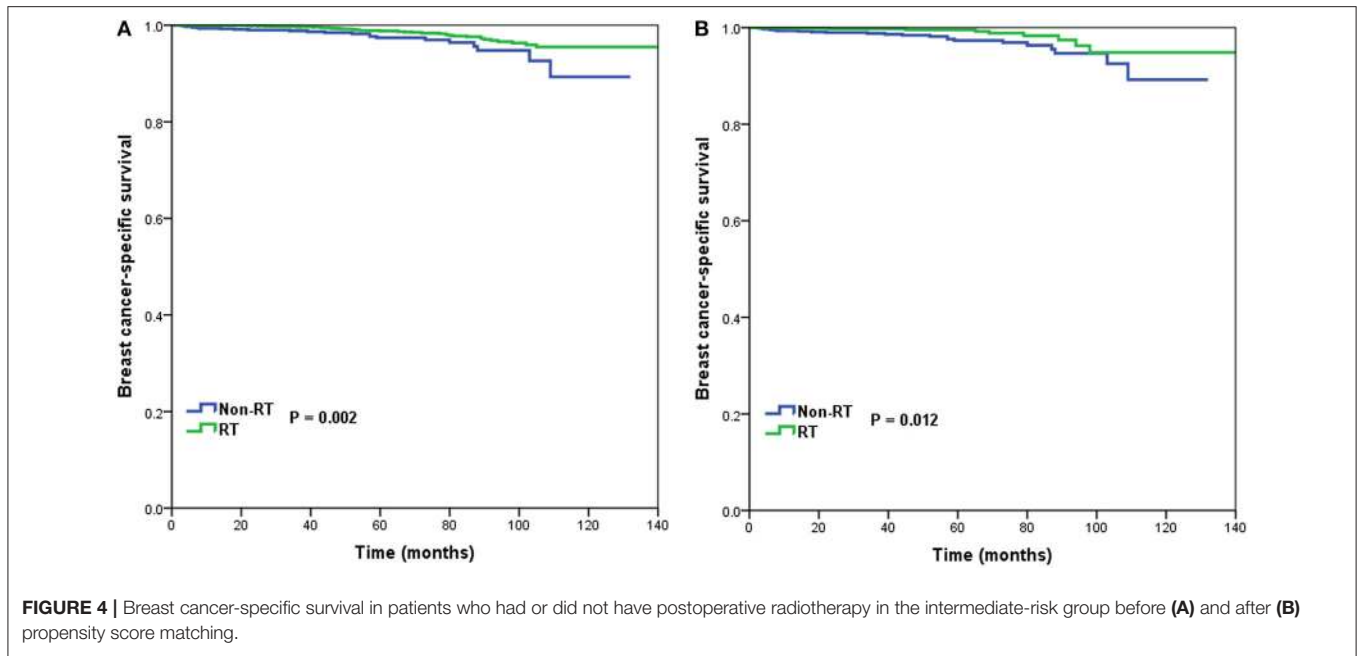 A
1.0
0.8
0.6
0.4
0.2
0.0
Breast cancer-specific survival
Non-RT
RT
P = 0.002
0 20 40 60 80 100 120 140
Time (months)
B
1.0
0.8
0.6
0.4
0.2
0.0
Breast cancer-specific survival
Non-RT
RT
P = 0.012
0 20 40 60 80 100 120 140
Time (months)
FIGURE 4 | Breast cancer-specific survival in patients who had or did not have postoperative radiotherapy in the intermediate-risk group before (A) and after (B)
propensity score matching.